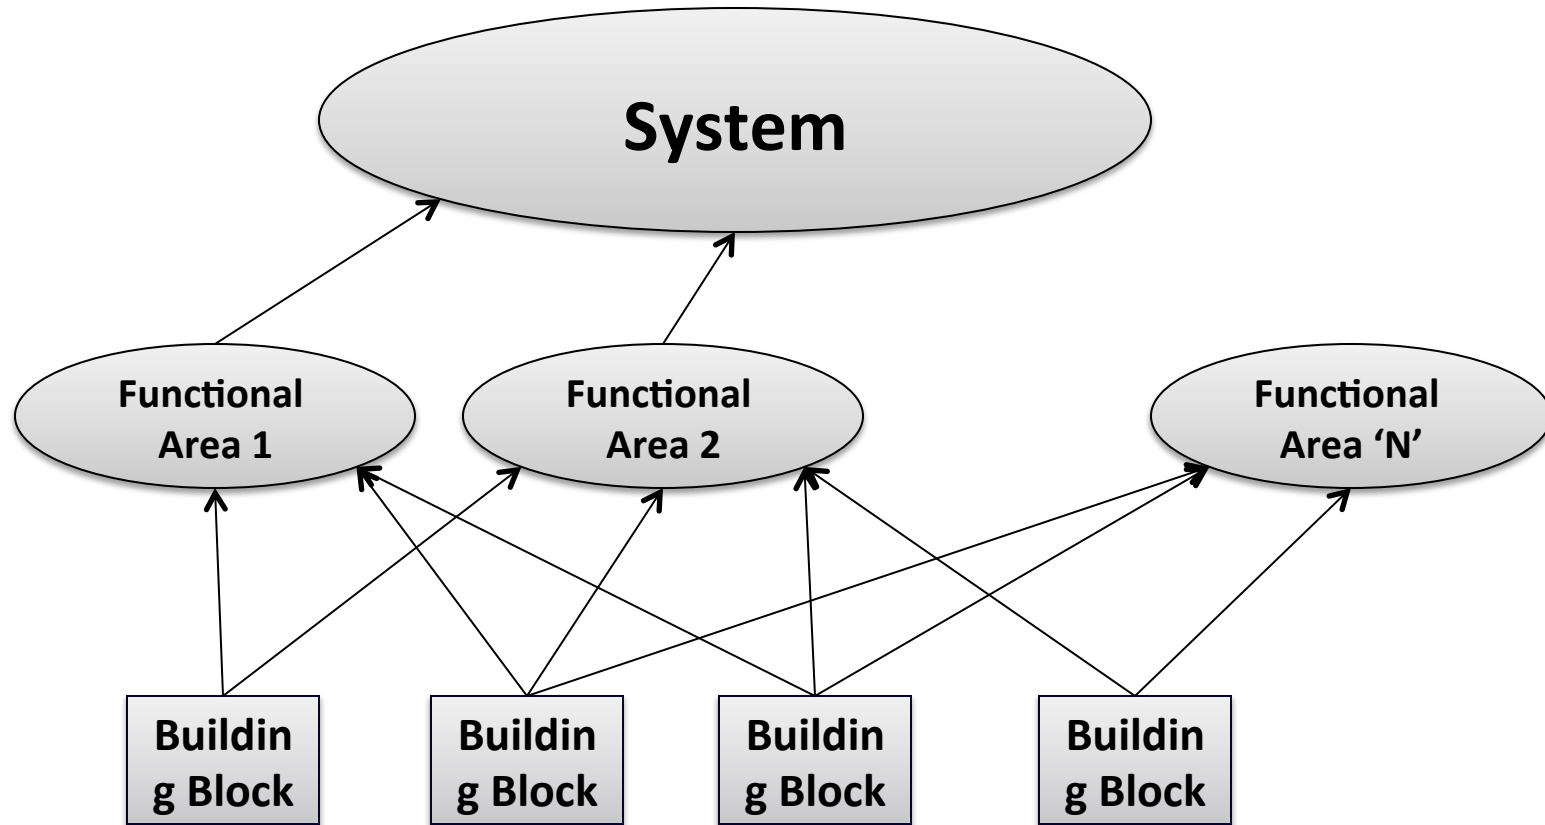 System
Functional
Area 1
Functional
Area 2
Functional
Area ‘N’
Buildin
g Block
Buildin
g Block
Buildin
g Block
Buildin
g Block